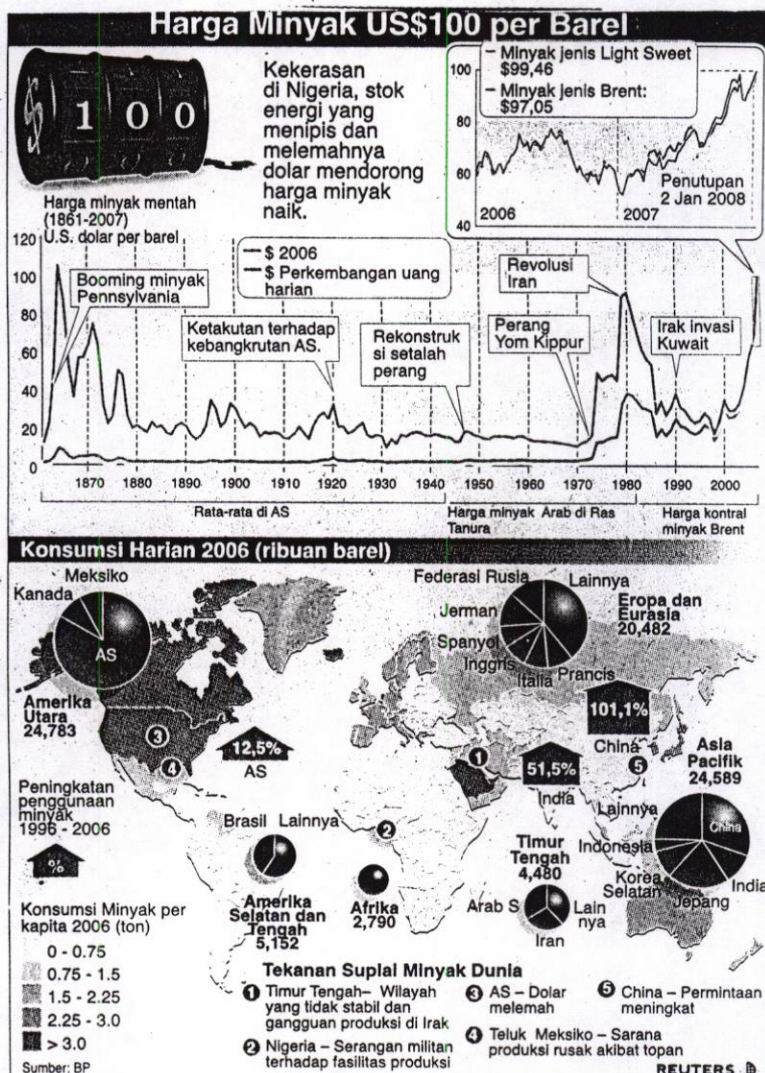 Harga Minyak US$100 per Barel
$100
Kekerasan
di Nigeria, stok
energi yang
menipis dan
melemahnya
dolar mendorong
harga minyak
naik.
Minyak jenis Light Sweet
$99,46
Minyak jenis Brent:
$97,05
100
80
60
40
2006
2007
Penutupan
2 Jan 2008
Harga minyak mentah
(1861-2007)
U.S. dolar per barel
120
100
80
60
40
20
0
$ 2006
$ Perkembangan uang
harian
Booming minyak
Pennsylvania
Ketakutan terhadap
kebangkrutan AS.
Rekonstruk
si setalah
perang
Revolusi
Iran
Perang
Yom Kippur
Irak invasi
Kuwait
120
100
80
60
40
20
0
1870 1880 1890 1900 1910 1920 1930 1940 1950 1960 1970 1980 1990 2000
Rata-rata di AS
Harga minyak Arab di Ras
Tanura
Harga kontral
minyak Brent
Konsumsi Harian 2006 (ribuan barel)
Meksiko
Kanada
AS
Amerika
Utara
24,783
Federasi Rusia
Lainnya
Jerman
Spanyol
Inggris
Italia
Prancis
Eropa dan
Eurasia
20,482
3
4
12,5%
AS
1
51,5%
India
101,1%
China
5
Asia
Pasifik
24,589
Lainnya
China
Indonesia
Korea
Selatan
Jepang
India
Peningkatan
penggunaan
minyak
1996 - 2006
%
Brasil
Lainnya
Amerika
Selatan dan
Tengah
5,152
2
Afrika
2,790
Timur
Tengah
4,480
Arab S
Lain
nya
Iran
Konsumsi Minyak per
kapita 2006 (ton)
0 - 0.75
0.75 - 1.5
1.5 - 2.25
2.25 - 3.0
> 3.0
Sumber: BP
Tekanan Suplai Minyak Dunia
1 Timur Tengah– Wilayah
yang tidak stabil dan
gangguan produksi di Irak
2 Nigeria – Serangan militan
terhadap fasilitas produksi
3 AS – Dolar
melemah
4 Teluk Meksiko – Sarana
produksi rusak akibat topan
5 China – Permintaan
meningkat
REUTERS